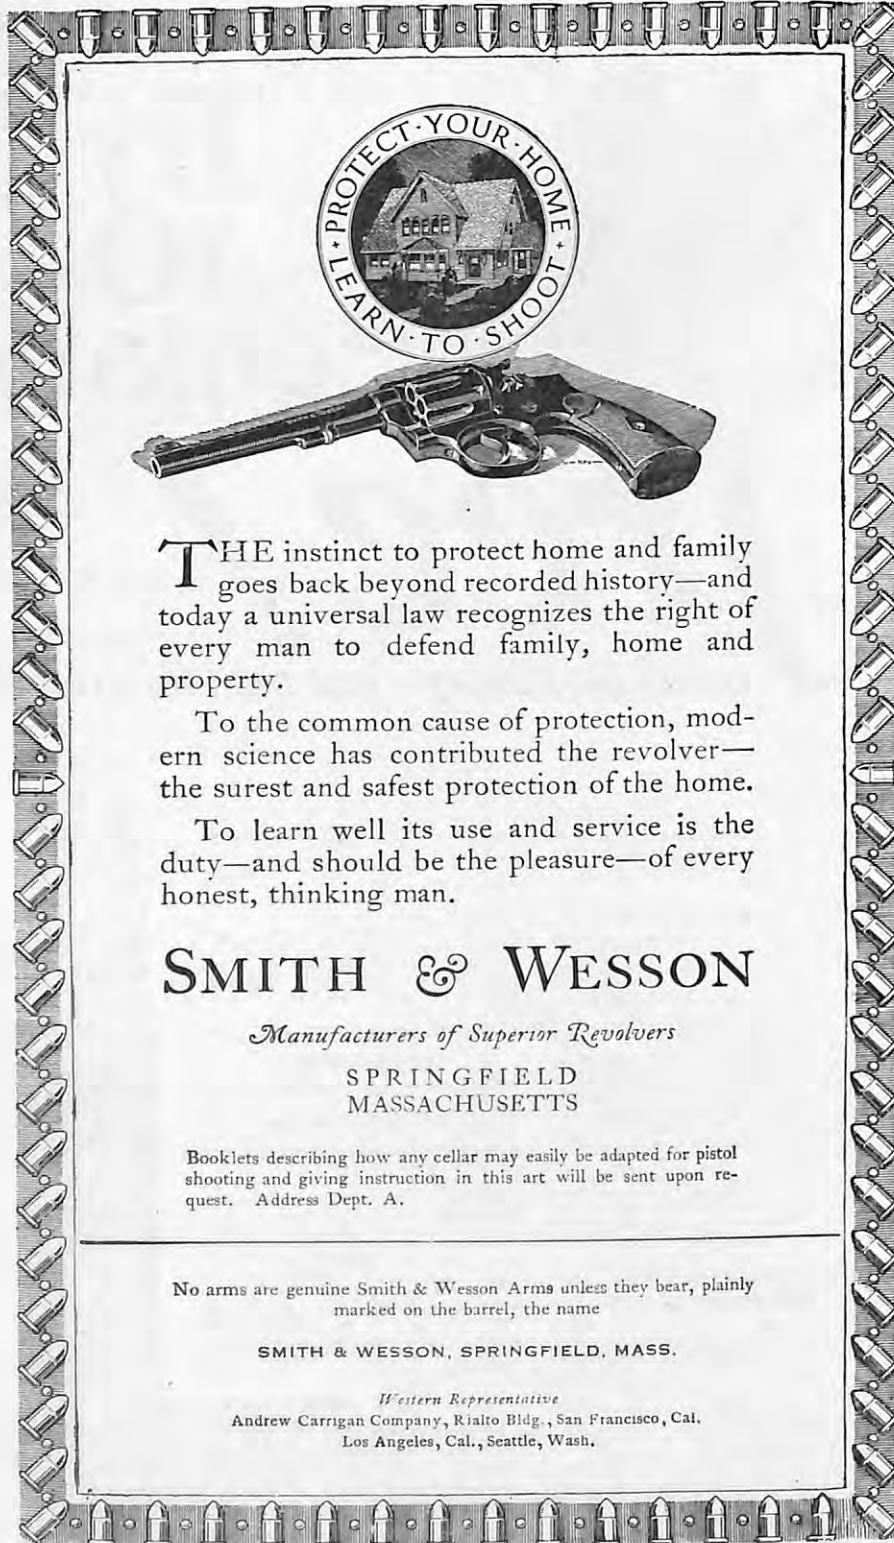 PROTECT·YOUR·HOME
LEARN·TO·SHOOT
THE instinct to protect home and family
goes back beyond recorded history—and
today a universal law recognizes the right of
every man to defend family, home and
property.
To the common cause of protection, mod-
ern science has contributed the revolver—
the surest and safest protection of the home.
To learn well its use and service is the
duty—and should be the pleasure—of every
honest, thinking man.
SMITH & WESSON
Manufacturers of Superior Revolvers
SPRINGFIELD
MASSACHUSETTS
Booklets describing how any cellar may easily be adapted for pistol
shooting and giving instruction in this art will be sent upon re-
quest. Address Dept. A.
No arms are genuine Smith & Wesson Arms unless they bear, plainly
marked on the barrel, the name
SMITH & WESSON, SPRINGFIELD, MASS.
Western Representative
Andrew Carrigan Company, Rialto Bldg., San Francisco, Cal.
Los Angeles, Cal., Seattle, Wash.